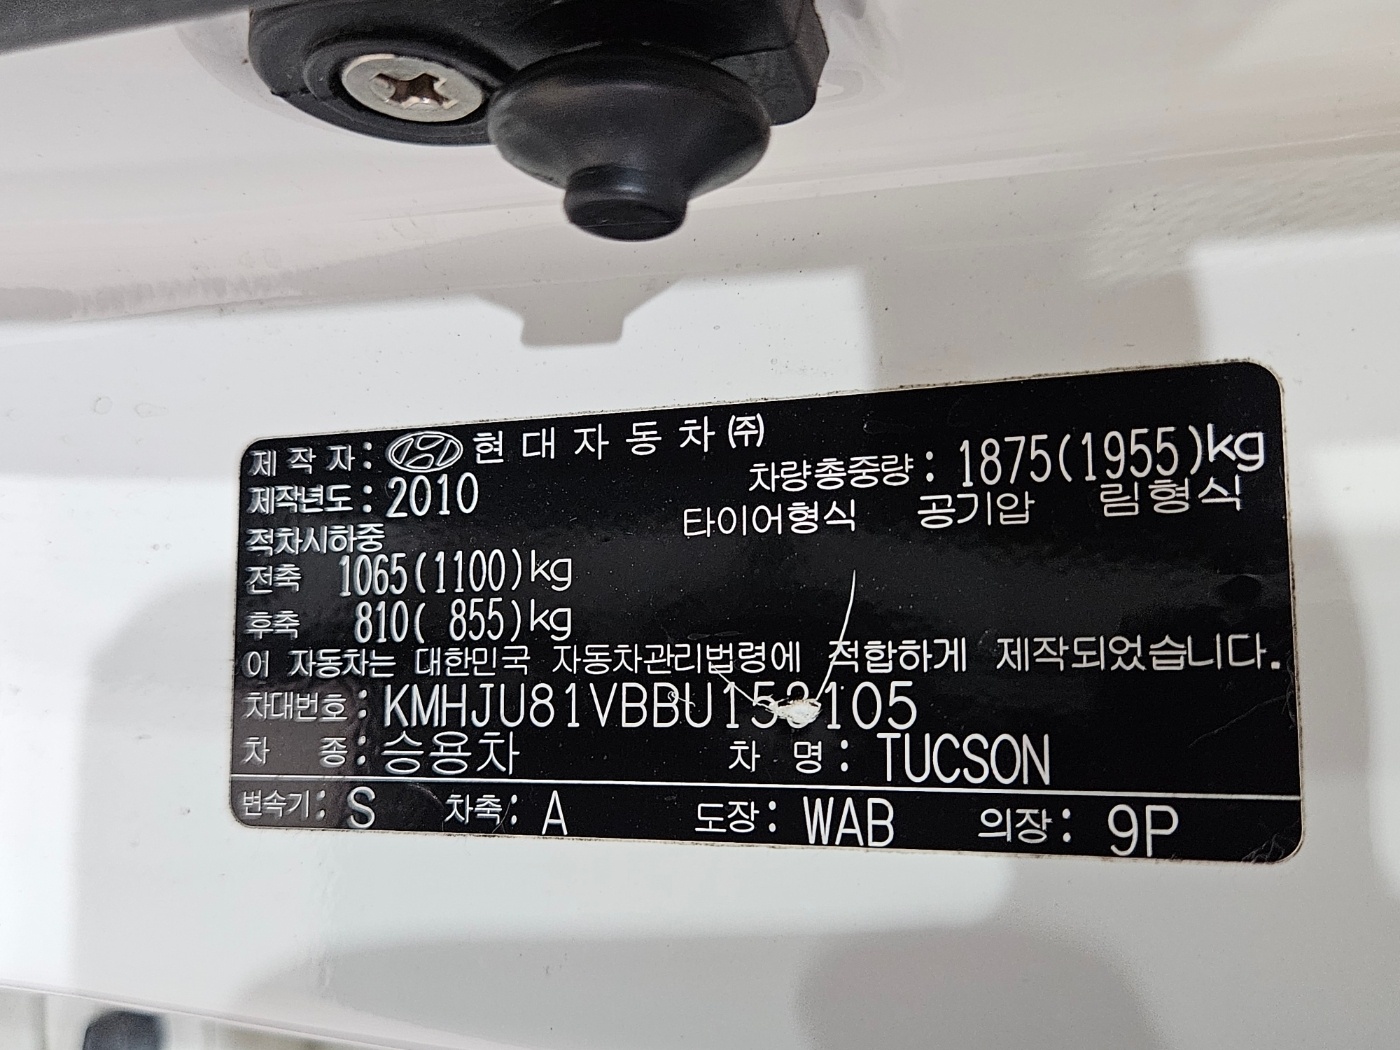 제 작 자 : 현 대 자 동 차 ㈜
제작년도 : 2010
차량총중량 : 1875(1955)kg
적차시하중
타이어형식 공기압 림형식
전축 1065(1100)kg
후축 810( 855)kg
이 자동차는 대한민국 자동차관리법령에 적합하게 제작되었습니다.
차대번호 :
차 종 : 승용차 차 명 : TUCSON
변속기 : S 차축 : A 도장 : WAB 의장 : 9P